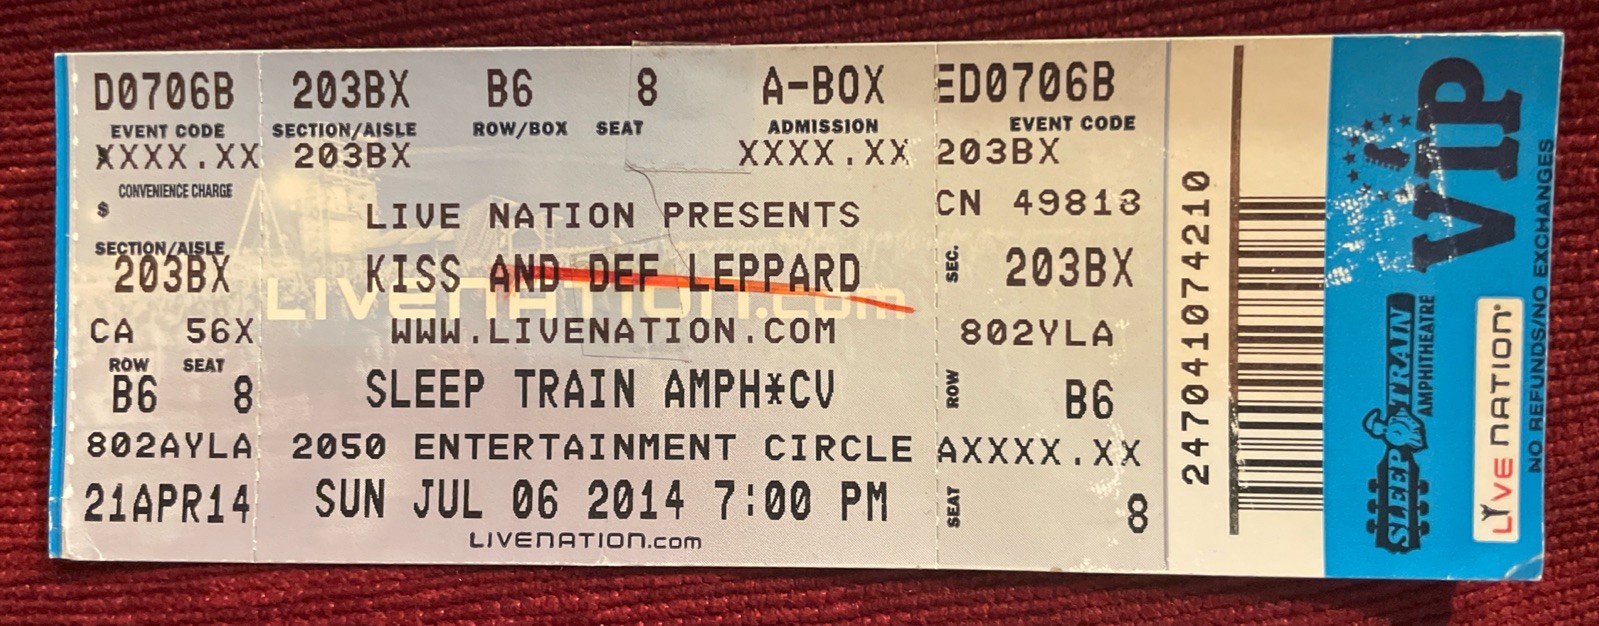 D0706B 203BX B6 8 A-BOX ED0706B
EVENT CODE SECTION/AISLE ROW/BOX SEAT ADMISSION EVENT CODE
XXXX.XX 203BX XXXX.XX 203BX
$ CONVENIENCE CHARGE
LIVE NATION PRESENTS
CN 49813
SECTION/AISLE
203BX
KISS AND DEF LEPPARD
SEC. 203BX
LIVENATION.com
CA 56X
WWW.LIVENATION.COM
802YLA
ROW SEAT
B6 8
SLEEP TRAIN AMPH*CV
ROW B6
802AYLA 2050 ENTERTAINMENT CIRCLE AXXXX.XX
21APR14 SUN JUL 06 2014 7:00 PM
SEAT 8
LIVENATION.com
24704107474210
VIP
SLEEP TRAIN
AMPHITHEATRE
LIVE NATION
NO REFUNDS/NO EXCHANGES